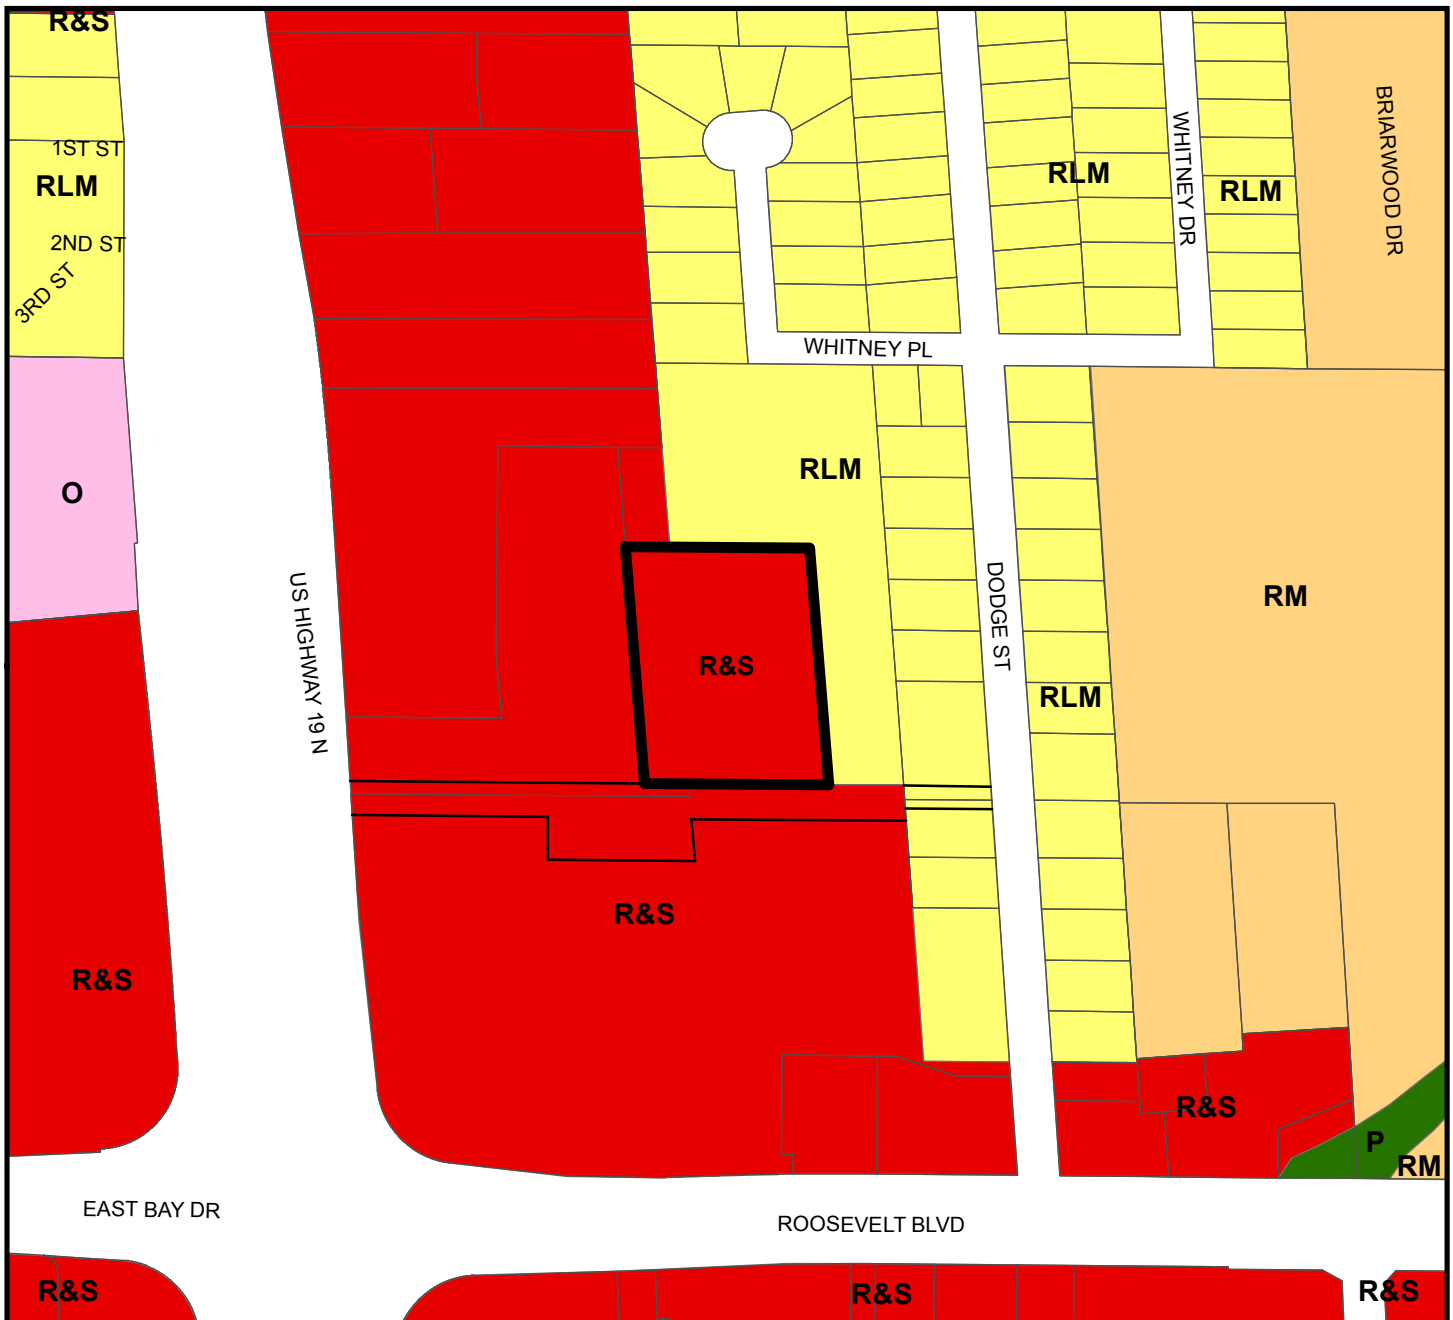 R&S
1ST ST
RLM
2ND ST
3RD ST
O
US HIGHWAY 19 N
WHITNEY PL
WHITNEY DR
RLM
RLM
BRIARWOOD DR
RLM
RM
DODGE ST
R&S
RLM
R&S
R&S
R&S
P
RM
EAST BAY DR
ROOSEVELT BLVD
R&S
R&S
R&S